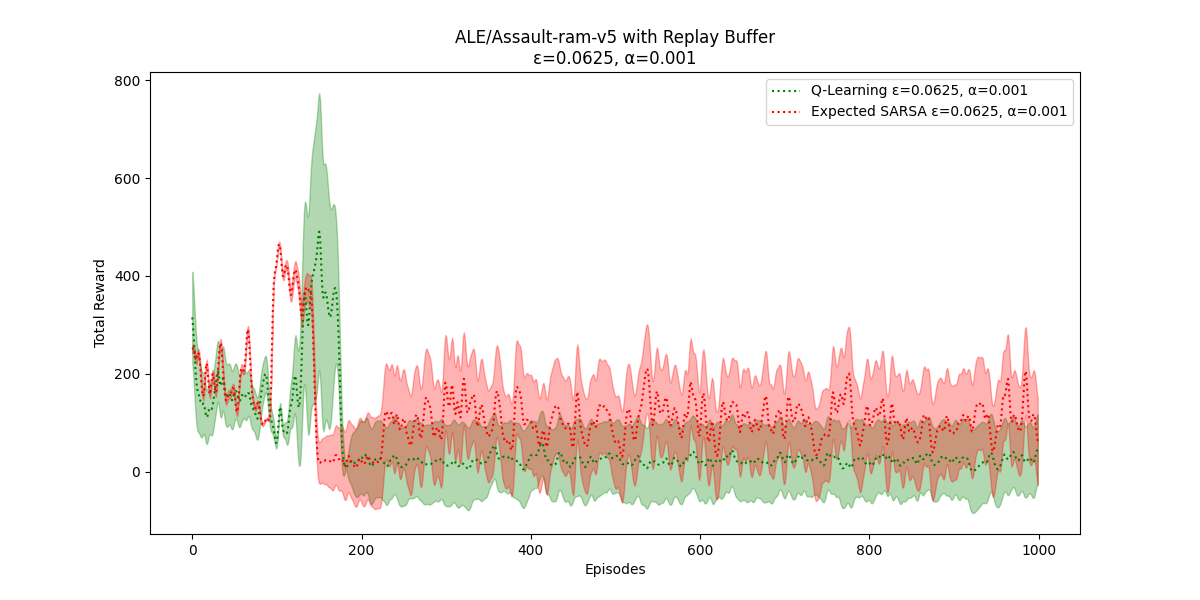 ALE/Assault-ram-v5 with Replay Buffer
ε=0.0625, α=0.001
Q-Learning ε=0.0625, α=0.001
Expected SARSA ε=0.0625, α=0.001
Total Reward
800
600
400
200
0
0 200 400 600 800 1000
Episodes